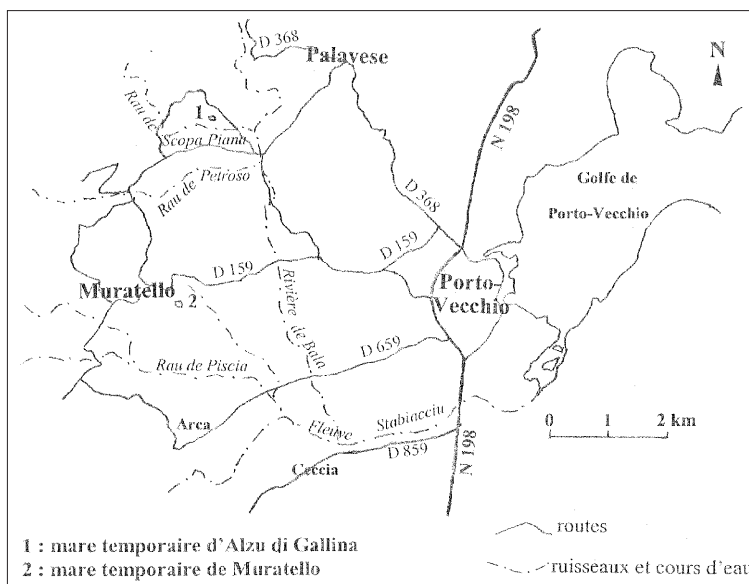 D 368
Palavese
N
N 198
1
Rau de
Scopa Piana
Rau de Petroso
Golfe de
Porto-Vecchio
D 368
D 159
D 159
Muratello
2
Porto-
Vecchio
Rivière de Bala
D 659
Rau de Piscia
Arca
Fleuve Stabiacciu
Ceccia
D 859
N 198
0 1 2 km
1 : mare temporaire d'Alzu di Gallina
2 : mare temporaire de Muratello
routes
ruisseaux et cours d'eau